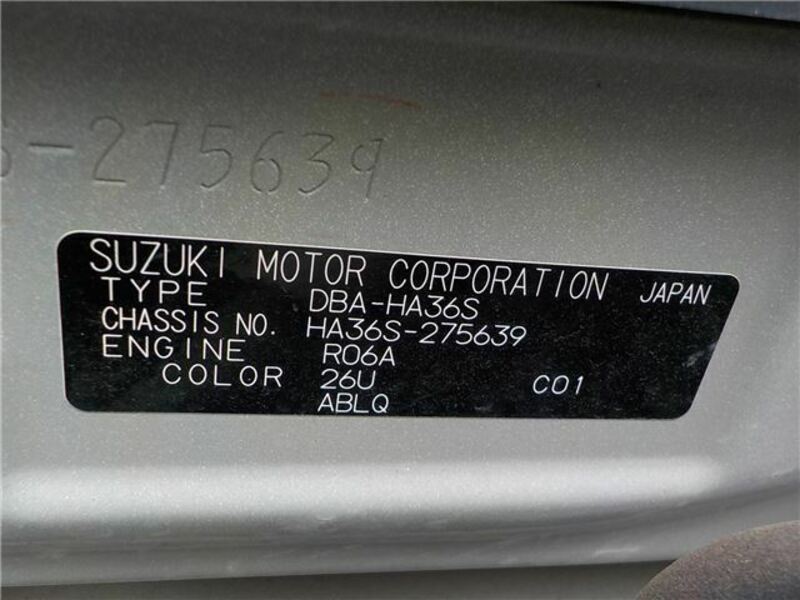 -275639
SUZUKI MOTOR CORPORATION JAPAN
TYPE DBA-HA36S
CHASSIS NO. HA36S-275639
ENGINE R06A
COLOR 26U C01
ABLQ